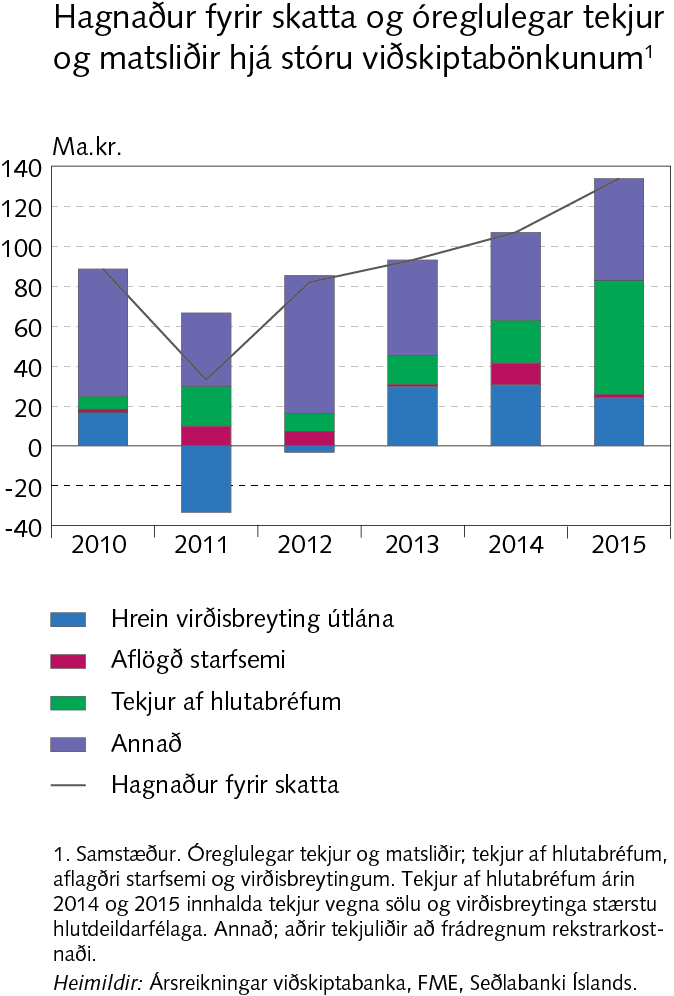 Hagnaður fyrir skatta og óreglulegar tekjur
og matsliðir hjá stóru viðskiptabönkunum¹
Ma.kr.
140
120
100
80
60
40
20
0
-20
-40
2010 2011 2012 2013 2014 2015
Hrein virðisbreyting útlána
Aflögð starfsemi
Tekjur af hlutabréfum
Annað
Hagnaður fyrir skatta
1. Samstæður. Óreglulegar tekjur og matsliðir; tekjur af hlutabréfum,
aflagðri starfsemi og virðisbreytingum. Tekjur af hlutabréfum árin
2014 og 2015 innhalda tekjur vegna sölu og virðisbreytinga stærstu
hlutdeildarfélaga. Annað; aðrir tekjuliðir að frádregnum rekstrarkost-
naði.
Heimildir: Ársreikningar viðskiptabanka, FME, Seðlabanki Íslands.